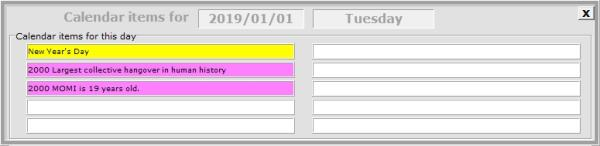 Calendar items for 2019/01/01 Tuesday X
Calendar items for this day
New Year's Day
2000 Largest collective hangover in human history
2000 MOMI is 19 years old.